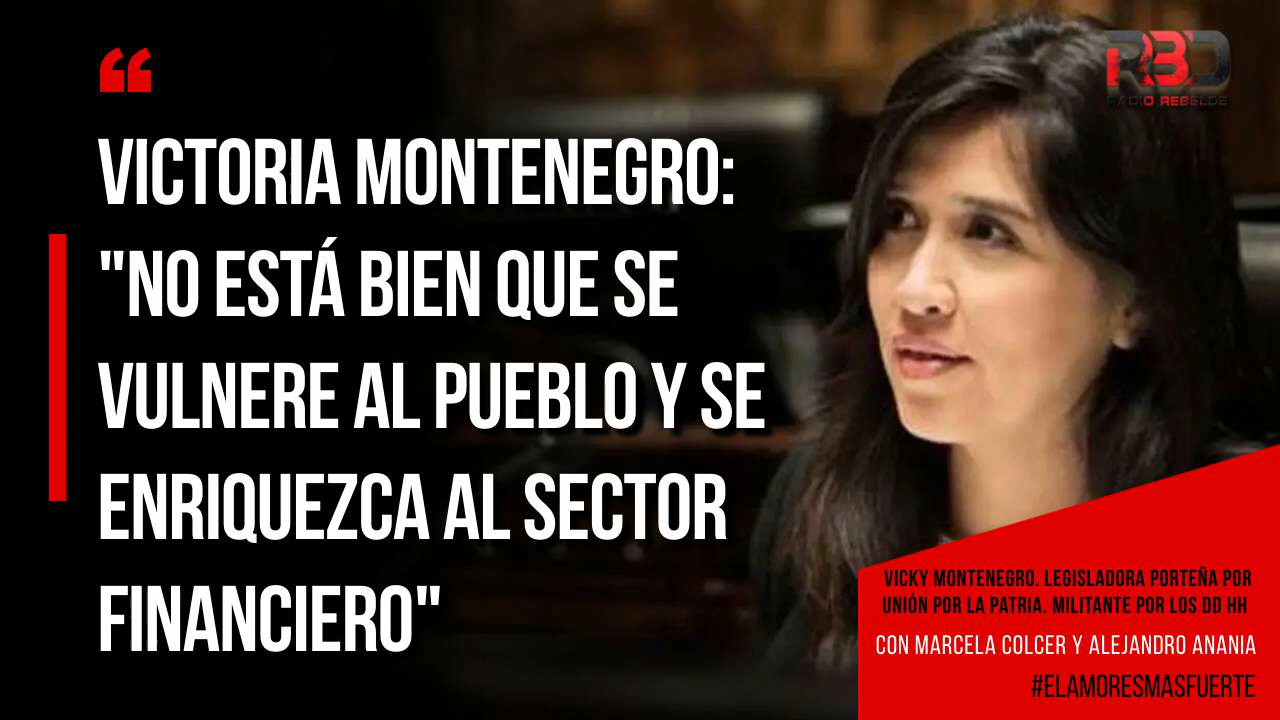 RBD
RADIO REBELDE
“
VICTORIA MONTENEGRO:
"NO ESTÁ BIEN QUE SE
VULNERE AL PUEBLO Y SE
ENRIQUEZCA AL SECTOR
FINANCIERO"
VICKY MONTENEGRO. LEGISLADORA PORTEÑA POR
UNIÓN POR LA PATRIA. MILITANTE POR LOS DD HH
CON MARCELA COLCER Y ALEJANDRO ANANIA
#ELAMORESMASFUERTE